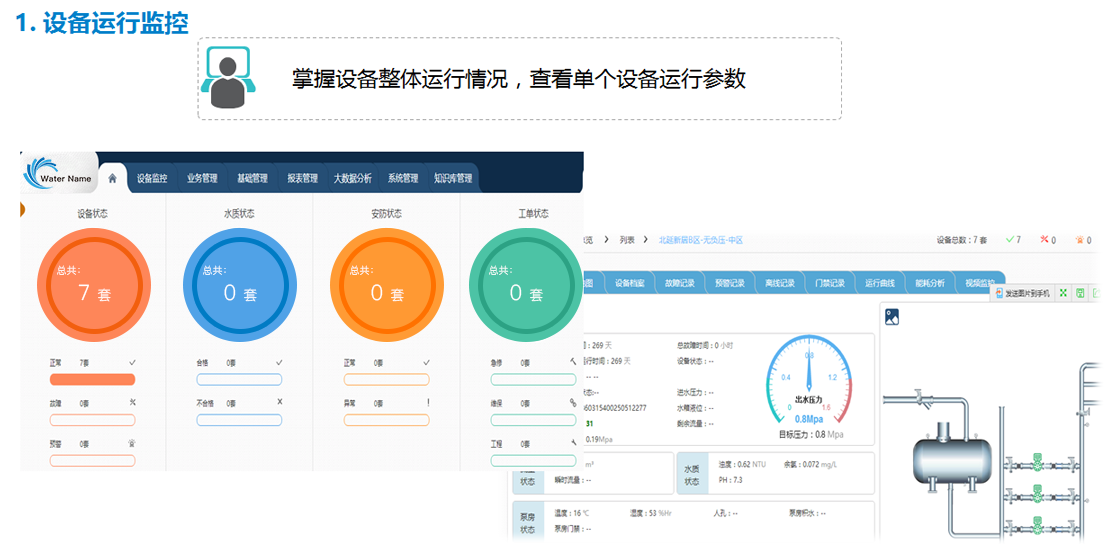 1. 设备运行监控
掌握设备整体运行情况，查看单个设备运行参数
Water Name
设备监控 业务管理 基础管理 报表管理 大数据分析 系统管理 知识库管理
设备状态 水质状态 安防状态 工单状态
总共： 总共： 总共： 总共：
7 套 0 套 0 套 0 套
正常 7套 合格 0套 正常 0套 急修 0套
故障 0套 不合格 0套 X 异常 0套 ! 维保 0套
预警 0套 工程 0套
列表 北赵新居B区-无负压-中区 设备总数：7 套 7 0 0
设备档案 故障记录 预警记录 离线记录 门禁记录 运行曲线 能耗分析 视频监控
发送图片到手机
间：269 天 总故障时间：0 小时
行时间：269 天 设备状态：--
-- --
状态:-- 进水压力：--
60315400250512277 水箱液位：--
31 剩余流量：--
0.19Mpa
0 0.4 0.8 1.2 1.6
出水压力
0.8Mpa
目标压力：0.8 Mpa
m³
状态 瞬时流量：--
水质状态 浊度：0.62 NTU 余氯：0.072 mg/L
PH：7.3
泵房状态 温度：16 ℃ 湿度：53 %Hr 人孔：-- 泵房积水：--
泵房门禁：--